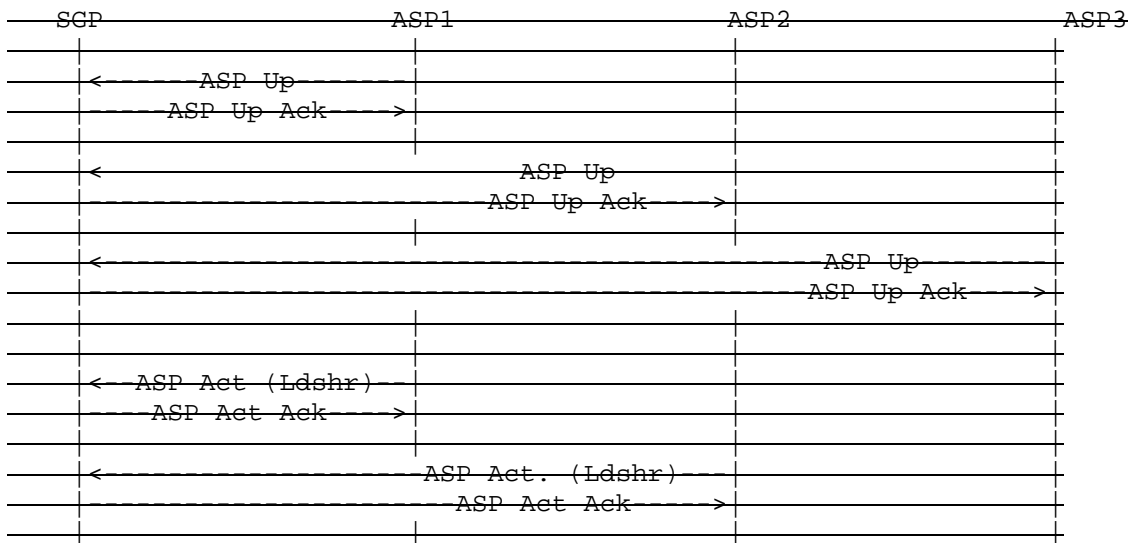 SGP ASP1 ASP2 ASP3
| | | |
|<------ASP Up-------| | |
|-----ASP Up Ack---->| | |
| | | |
|< ASP Up | |
|-------------------------ASP Up Ack---->| |
| | | |
|<----------------------------------------------ASP Up--------|
|---------------------------------------------ASP Up Ack---->|
| | | |
| | | |
|<--ASP Act (Ldshr)--| | |
|----ASP Act Ack---->| | |
| | | |
|<---------------------ASP Act. (Ldshr)---| |
|-----------------------ASP Act Ack----->| |
| | | |